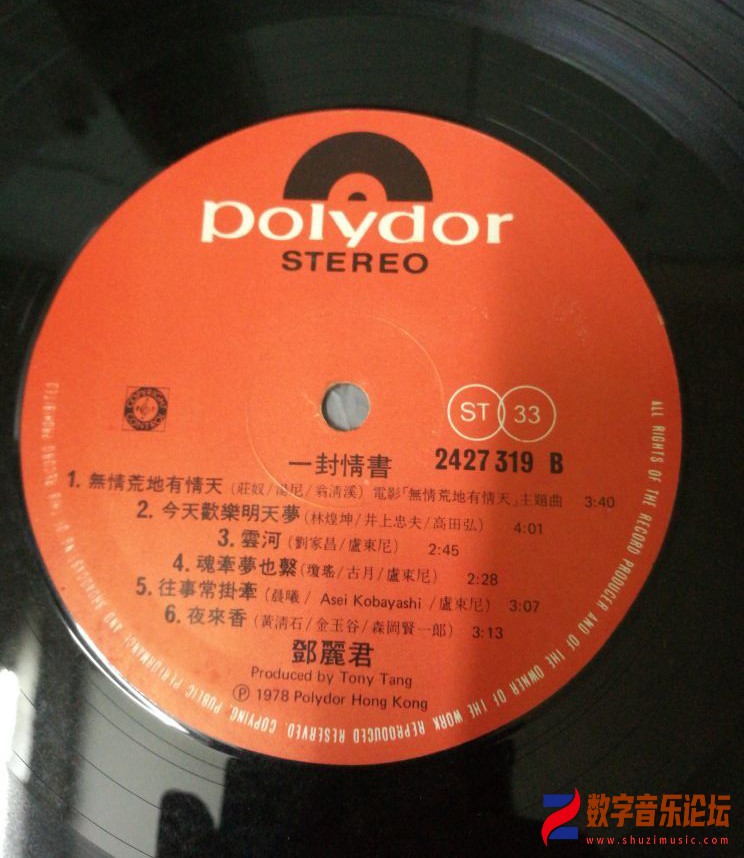 polydor
STEREO
COPYRIGHT CONTROL
ST 33
一封情書 2427 319 B
1. 無情荒地有情天 (莊奴/湯尼/翁清溪) 電影「無情荒地有情天」主題曲 3:40
2. 今天歡樂明天夢 (林煌坤/井上忠夫/高田弘) 4:01
3. 雲河 (劉家昌/盧東尼) 2:45
4. 魂牽夢也繫 (瓊瑤/古月/盧東尼) 2:28
5. 往事常掛牽 (晨曦/ Asei Kobayashi /盧東尼) 3:07
6. 夜來香 (黃清石/金玉谷/森岡賢一郎) 3:13
鄧麗君
Produced by Tony Tang
Ⓟ 1978 Polydor Hong Kong
ALL RIGHTS OF THE RECORD PRODUCER AND OF THE OWNER OF THE WORK REPRODUCED RESERVED. COPYING, PUBLIC PERFORMANCE AND BROADCASTING OF THIS RECORD PROHIBITED
数字音乐论坛
www.shuzimusic.com